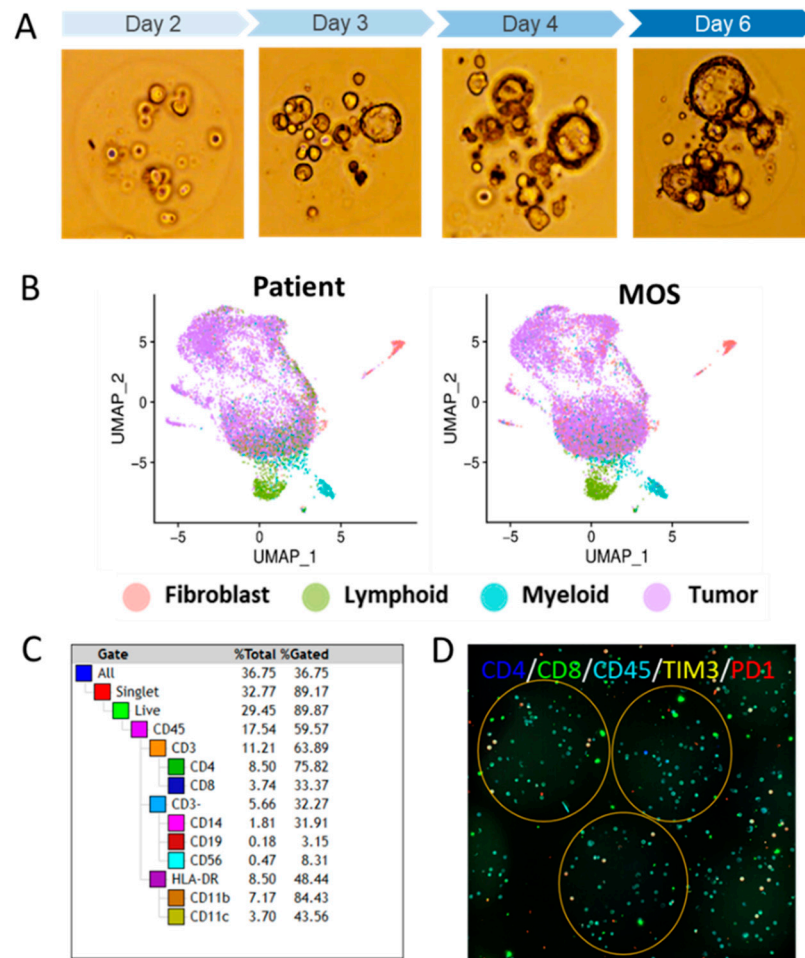 A
Day 2 Day 3 Day 4 Day 6
B
Patient MOS
5 5
0 0
-5 -5
UMAP_2 UMAP_2
-5 0 5 -5 0 5
UMAP_1 UMAP_1
Fibroblast Lymphoid Myeloid Tumor
C
Gate %Total %Gated
All 36.75 36.75
Singlet 32.77 89.17
Live 29.45 89.87
CD45 17.54 59.57
CD3 11.21 63.89
CD4 8.50 75.82
CD8 3.74 33.37
CD3- 5.66 32.27
CD14 1.81 31.91
CD19 0.18 3.15
CD56 0.47 8.31
HLA-DR 8.50 48.44
CD11b 7.17 84.43
CD11c 3.70 43.56
D
CD4/CD8/CD45/TIM3/PD1